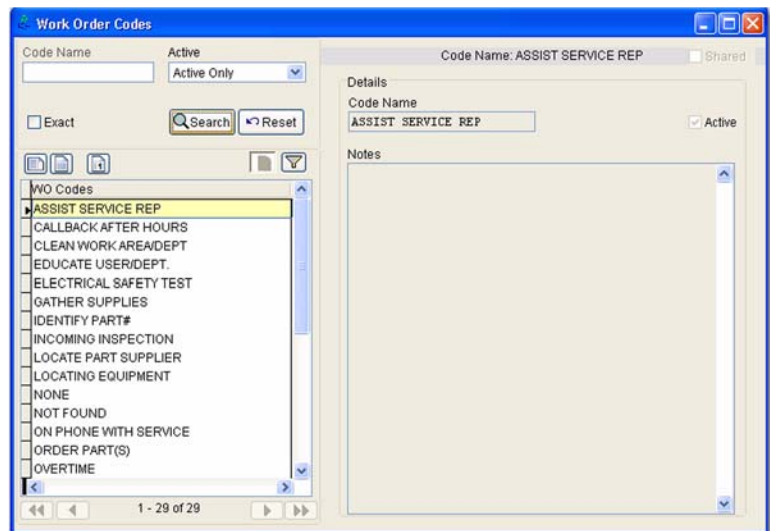 Work Order Codes
Code Name
Active
Active Only
Exact
Search
Reset
WO Codes
ASSIST SERVICE REP
CALLBACK AFTER HOURS
CLEAN WORK AREA/DEPT
EDUCATE USER/DEPT.
ELECTRICAL SAFETY TEST
GATHER SUPPLIES
IDENTIFY PART#
INCOMING INSPECTION
LOCATE PART SUPPLIER
LOCATING EQUIPMENT
NONE
NOT FOUND
ON PHONE WITH SERVICE
ORDER PART(S)
OVERTIME
1 - 29 of 29
Code Name: ASSIST SERVICE REP
Shared
Details
Code Name
ASSIST SERVICE REP
Active
Notes